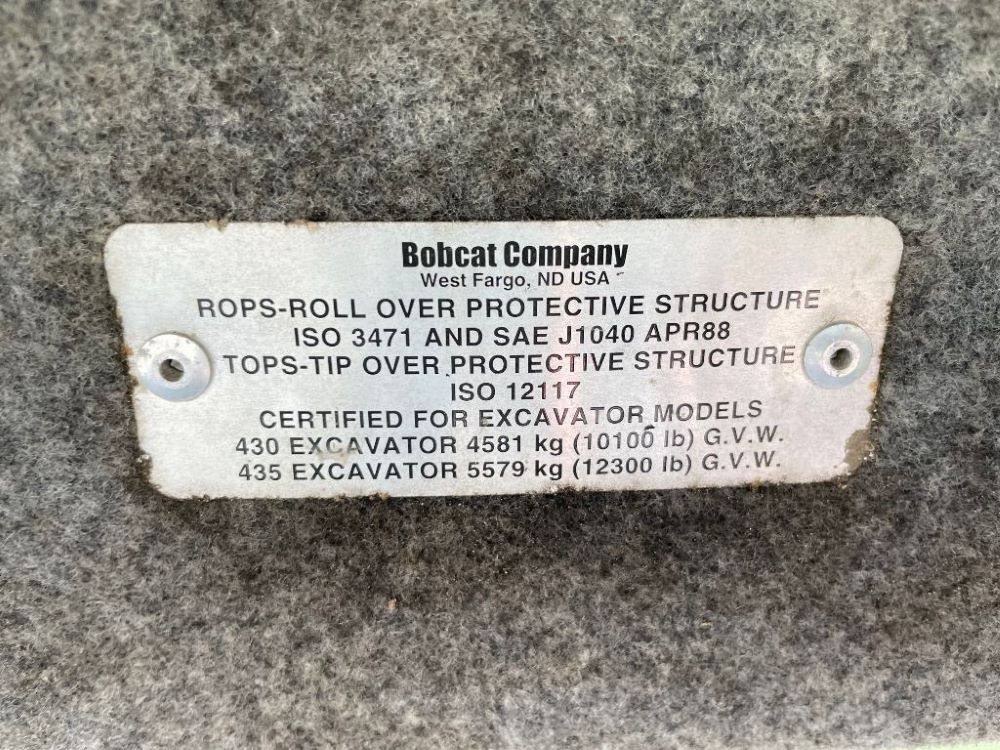 Bobcat Company
West Fargo, ND USA
ROPS-ROLL OVER PROTECTIVE STRUCTURE
ISO 3471 AND SAE J1040 APR88
TOPS-TIP OVER PROTECTIVE STRUCTURE
ISO 12117
CERTIFIED FOR EXCAVATOR MODELS
430 EXCAVATOR 4581 kg (10100 lb) G.V.W.
435 EXCAVATOR 5579 kg (12300 lb) G.V.W.